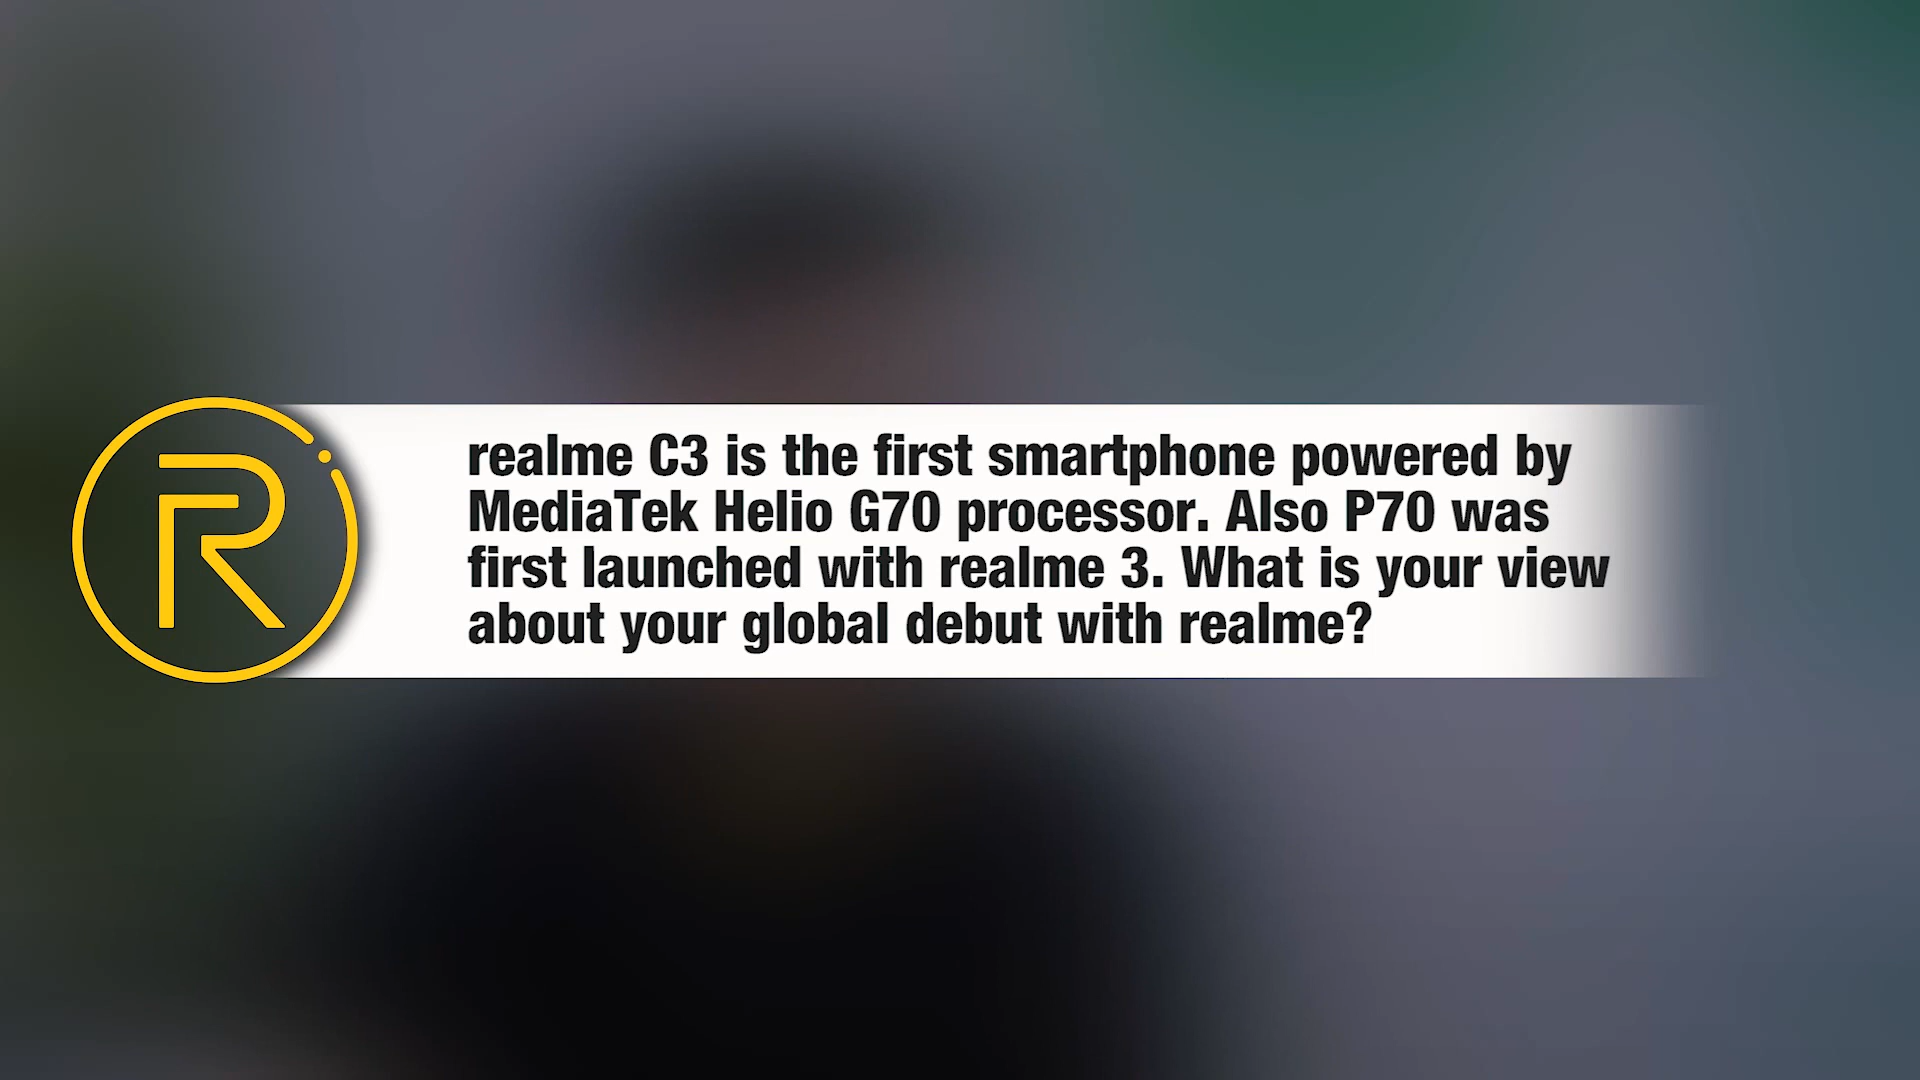 realme C3 is the first smartphone powered by
MediaTek Helio G70 processor. Also P70 was
first launched with realme 3. What is your view
about your global debut with realme?